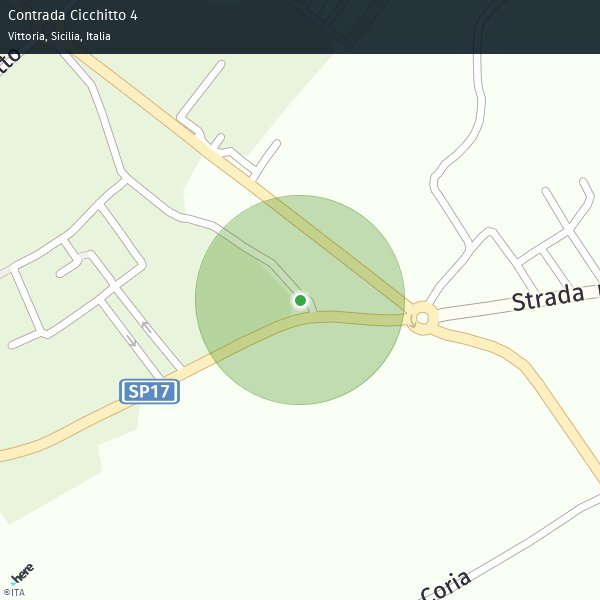 Contrada Cicchitto 4
Vittoria, Sicilia, Italia
Strada
SP17
Coria
here
©ITA